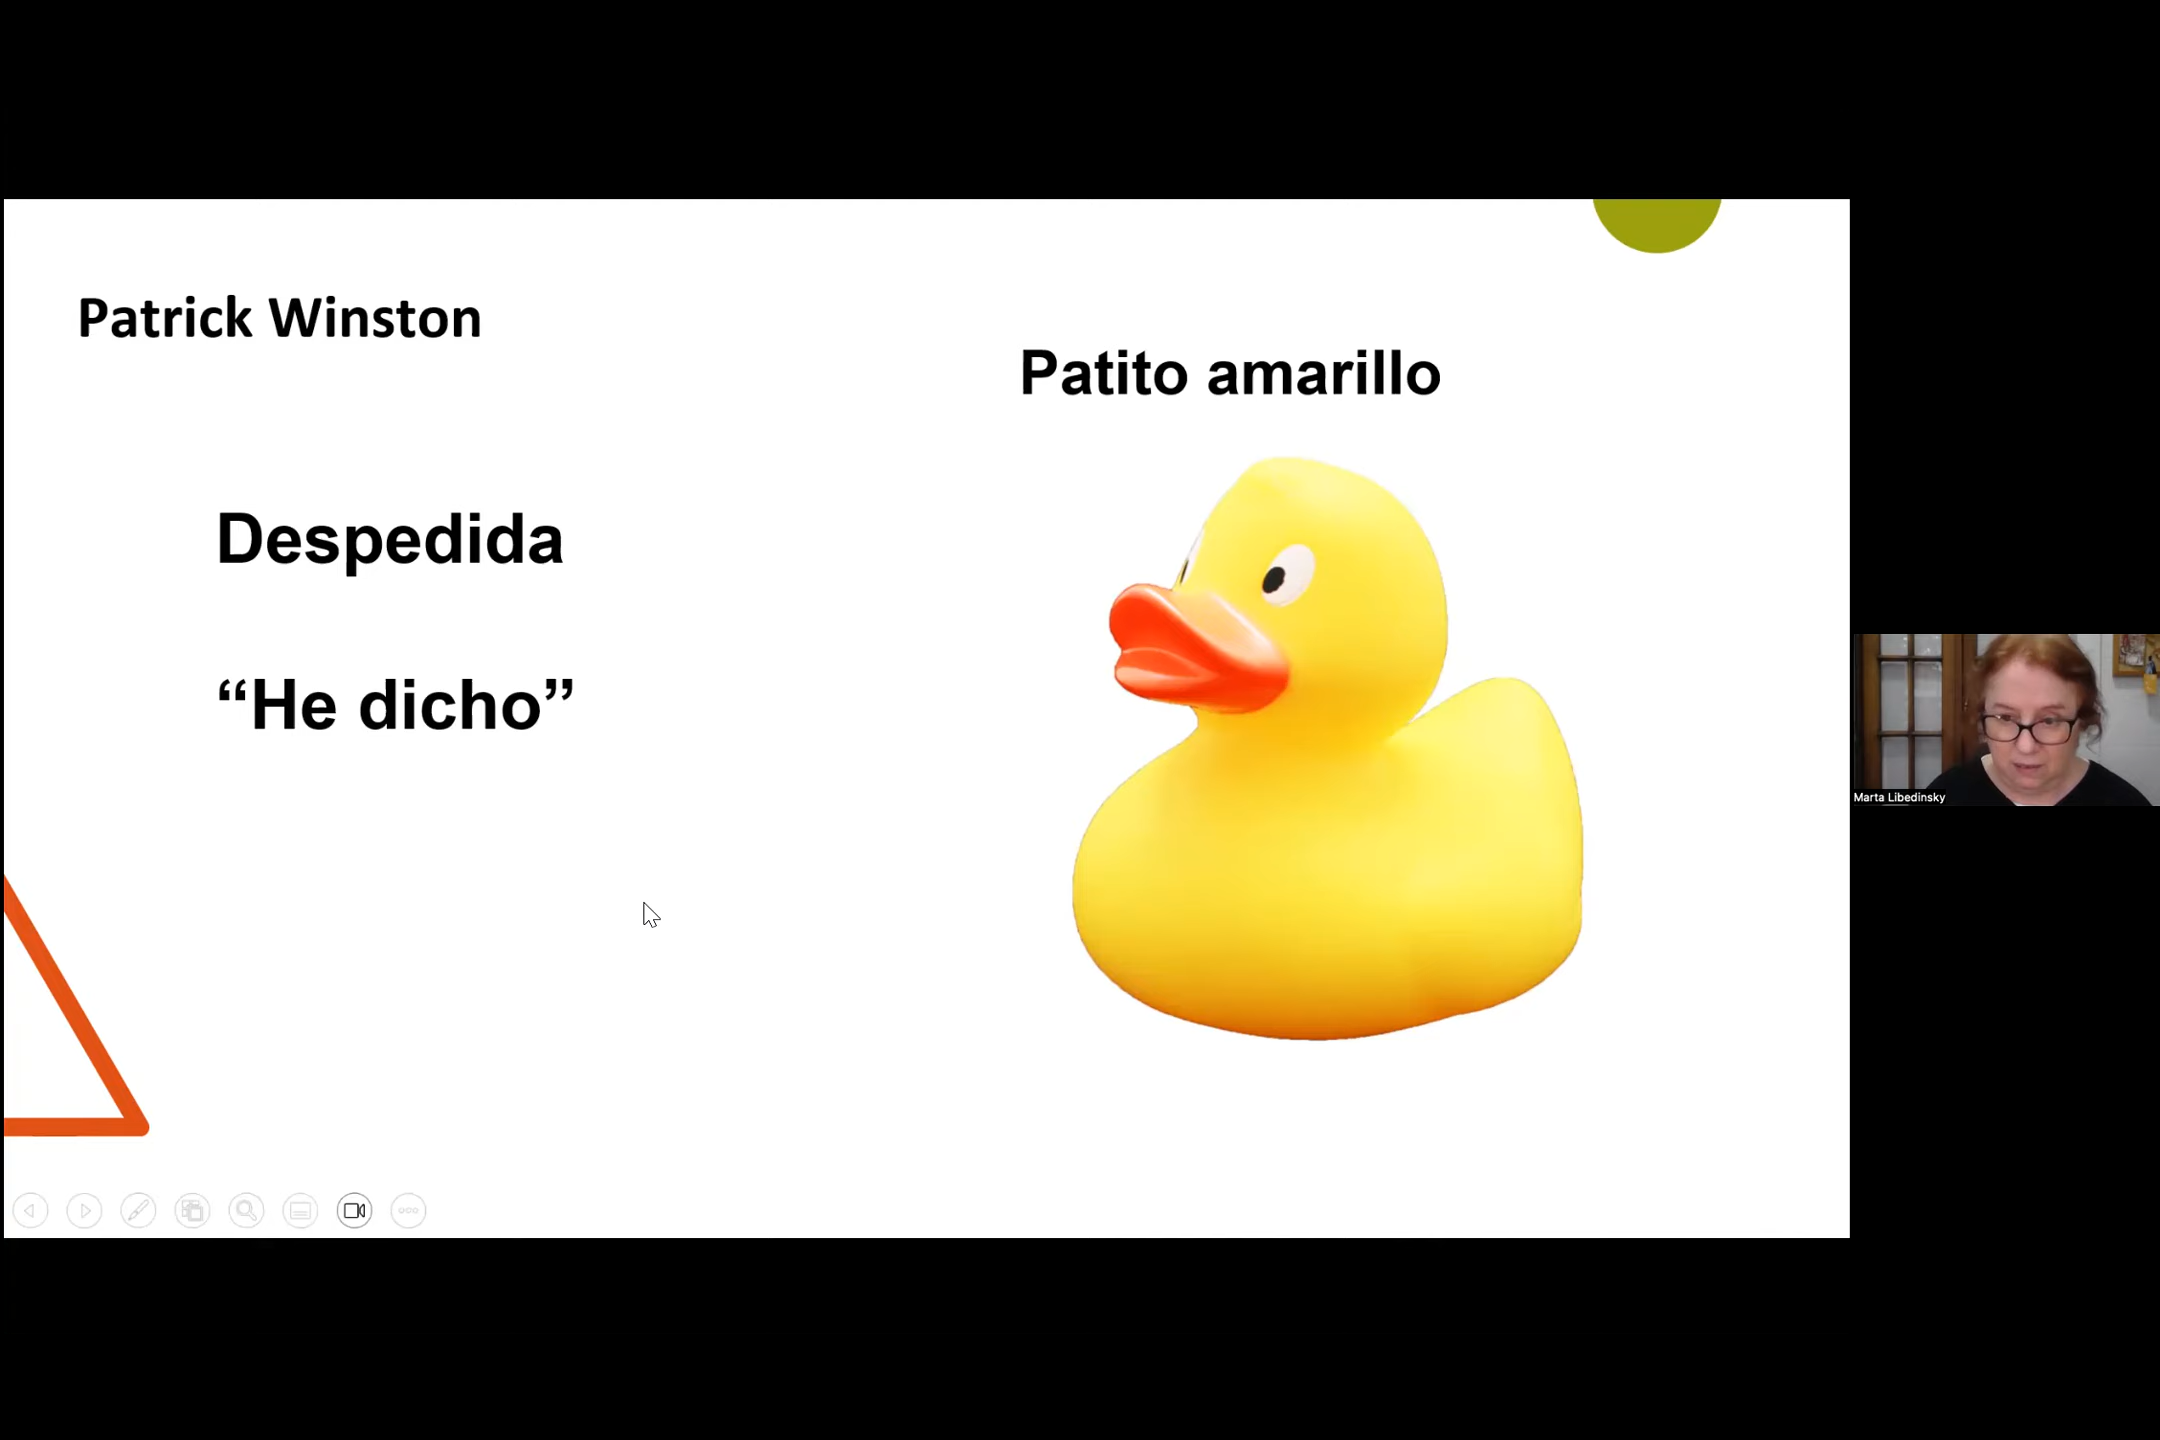 Patrick Winston
Patito amarillo
Despedida
“He dicho”
Marta Libedinsky